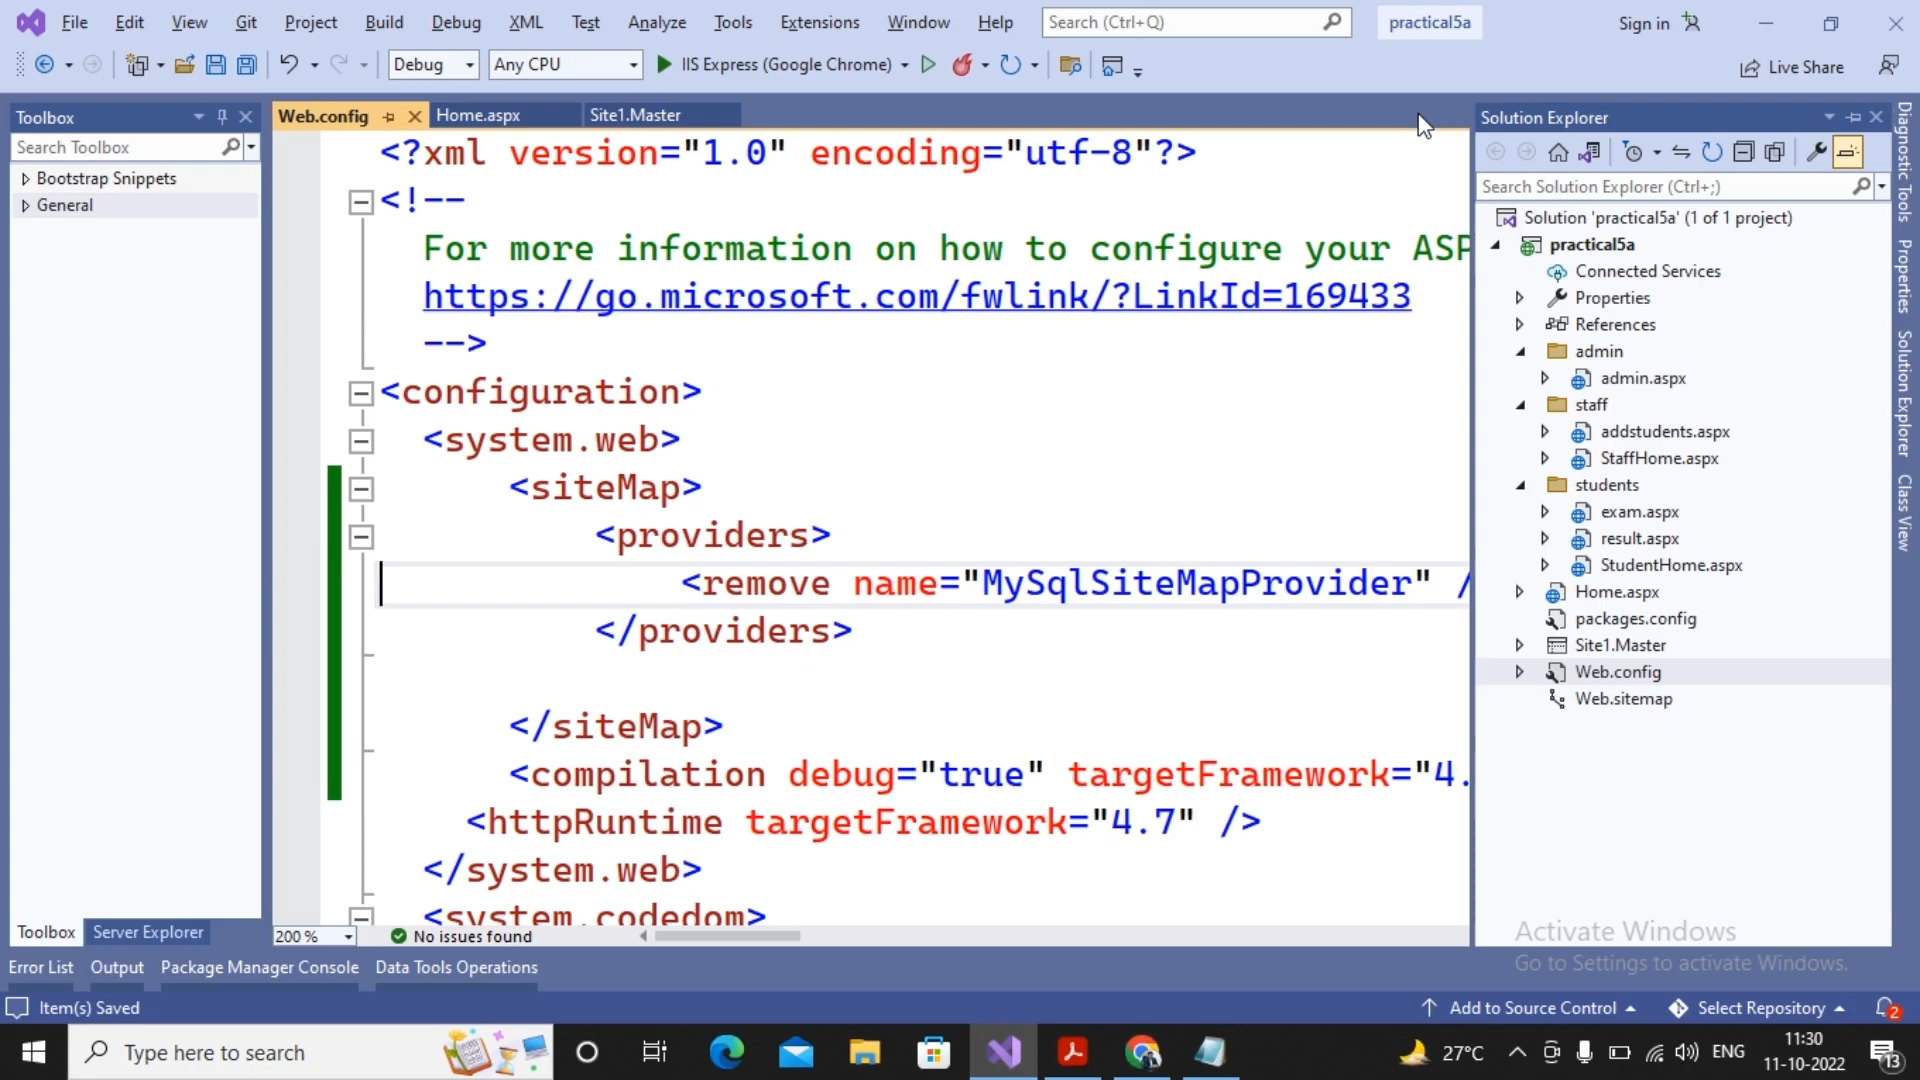 File Edit View Git Project Build Debug XML Test Analyze Tools Extensions Window Help Search (Ctrl+Q) practical5a Sign in
Debug Any CPU IIS Express (Google Chrome) Live Share
Toolbox
Search Toolbox
Bootstrap Snippets
General
Toolbox Server Explorer
Web.config Home.aspx Site1.Master
<?xml version="1.0" encoding="utf-8"?>
<!--
For more information on how to configure your ASP
https://go.microsoft.com/fwlink/?LinkId=169433
-->
<configuration>
<system.web>
<siteMap>
<providers>
<remove name="MySqlSiteMapProvider" /
</providers>
</siteMap>
<compilation debug="true" targetFramework="4.
<httpRuntime targetFramework="4.7" />
</system.web>
<system.codedom>
200 % No issues found
Solution Explorer
Search Solution Explorer (Ctrl+;)
Solution 'practical5a' (1 of 1 project)
practical5a
Connected Services
Properties
References
admin
admin.aspx
staff
addstudents.aspx
StaffHome.aspx
students
exam.aspx
result.aspx
StudentHome.aspx
Home.aspx
packages.config
Site1.Master
Web.config
Web.sitemap
Diagnostic Tools
Properties
Solution Explorer
Class View
Activate Windows
Go to Settings to activate Windows.
Error List Output Package Manager Console Data Tools Operations
Item(s) Saved Add to Source Control Select Repository 2
Type here to search 27°C ENG 11:30
11-10-2022 13